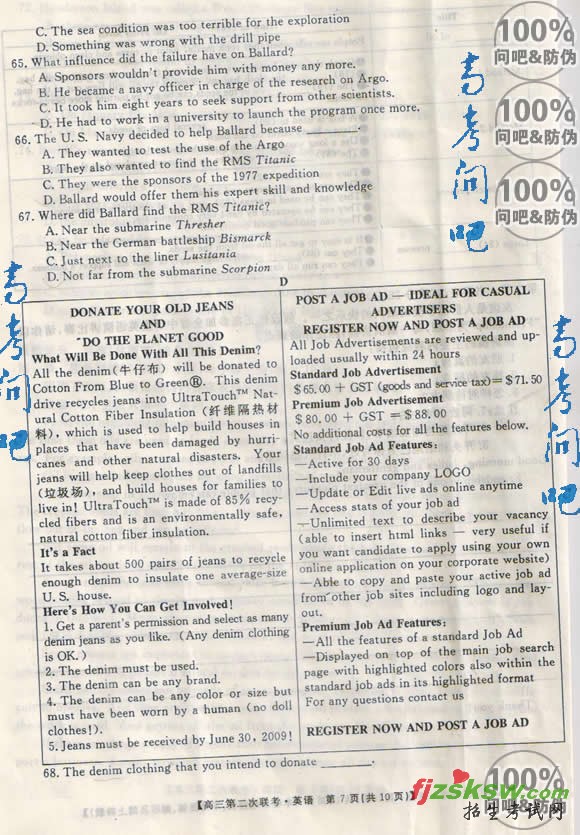 C. The sea condition was too terrible for the exploration
D. Something was wrong with the drill pipe
65. What influence did the failure have on Ballard?
A. Sponsors wouldn't provide him with money any more.
B. He became a navy officer in charge of the research on Argo.
C. It took him eight years to seek support from other scientists.
D. He had to work in a university to launch the program once more.
66. The U. S. Navy decided to help Ballard because ________.
A. They wanted to test the use of the Argo
B. They also wanted to find the RMS Titanic
C. They were the sponsors of the 1977 expedition
D. Ballard would offer them his expert skill and knowledge
67. Where did Ballard find the RMS Titanic?
A. Near the submarine Thresher
B. Near the German battleship Bismarck
C. Just next to the liner Lusitania
D. Not far from the submarine Scorpion
D
DONATE YOUR OLD JEANS
AND
DO THE PLANET GOOD
What Will Be Done With All This Denim?
All the denim(牛仔布) will be donated to
Cotton From Blue to Green®. This denim
drive recycles jeans into UltraTouch™ Nat-
ural Cotton Fiber Insulation (纤维隔热材
料), which is used to help build houses in
places that have been damaged by hurri-
canes and other natural disasters. Your
jeans will help keep clothes out of landfills
(垃圾场), and build houses for families to
live in! UltraTouch™ is made of 85% recy-
cled fibers and is an environmentally safe,
natural cotton fiber insulation.
It's a Fact
It takes about 500 pairs of jeans to recycle
enough denim to insulate one average-size
U. S. house.
Here's How You Can Get Involved!
1. Get a parent's permission and select as many
denim jeans as you like. (Any denim clothing
is OK.)
2. The denim must be used.
3. The denim can be any brand.
4. The denim can be any color or size but
must have been worn by a human (no doll
clothes!).
5. Jeans must be received by June 30, 2009!
POST A JOB AD — IDEAL FOR CASUAL
ADVERTISERS
REGISTER NOW AND POST A JOB AD
All Job Advertisements are reviewed and up-
loaded usually within 24 hours
Standard Job Advertisement
$65.00 + GST (goods and service tax)= $71.50
Premium Job Advertisement
$80.00 + GST = $88.00
No additional costs for all the features below.
Standard Job Ad Features:
—Active for 30 days
—Include your company LOGO
—Update or Edit live ads online anytime
—Access stats of your job ad
—Unlimited text to describe your vacancy
(able to insert html links — very useful if
you want candidate to apply using your own
online application on your corporate website)
—Able to copy and paste your active job ad
from other job sites including logo and lay-
out.
Premium Job Ad Features:
—All the features of a standard Job Ad
—Displayed on top of the main job search
page with highlighted colors also within the
standard job ads in its highlighted format
For any questions contact us
REGISTER NOW AND POST A JOB AD
68. The denim clothing that you intend to donate ________.
【高三第二次联考·英语 第 7 页(共 10 页)】
100%
问吧&防伪
100%
问吧&防伪
100%
问吧&防伪
高考问吧
高考问吧
高考问吧
100%
问吧&防伪
fjzsksw.com
招生考试网